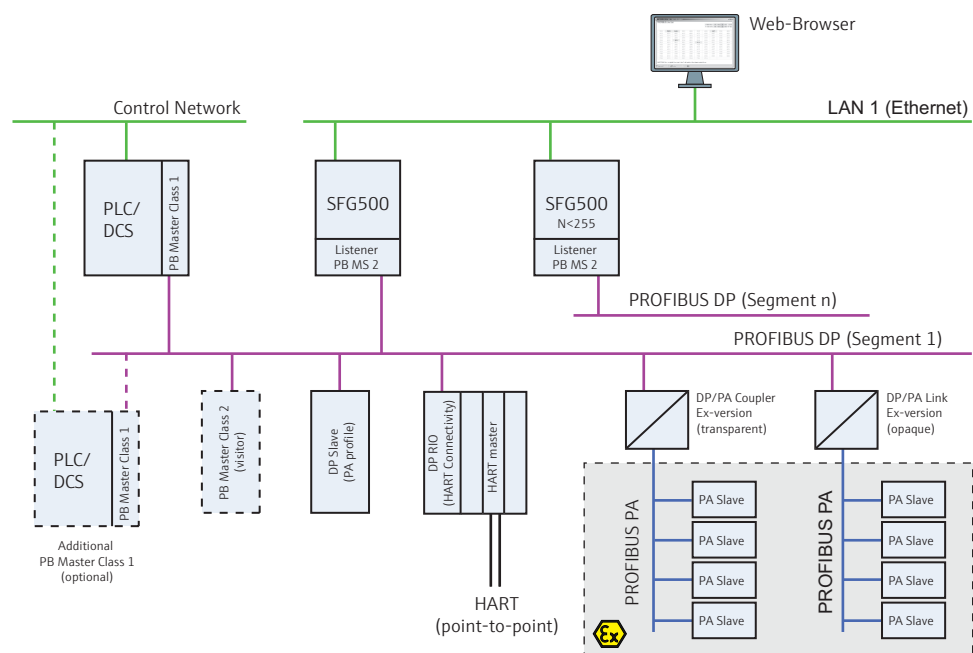 Web-Browser
Control Network
LAN 1 (Ethernet)
PLC/
DCS
PB Master Class 1
SFG500
Listener
PB MS 2
SFG500
N<255
Listener
PB MS 2
PROFIBUS DP (Segment n)
PROFIBUS DP (Segment 1)
PLC/
DCS
PB Master Class 1
Additional
PB Master Class 1
(optional)
PB Master Class 2
(visitor)
DP Slave
(PA profile)
DP RIO
(HART Connectivity)
HART master
HART
(point-to-point)
DP/PA Coupler
Ex-version
(transparent)
DP/PA Link
Ex-version
(opaque)
PROFIBUS PA
PA Slave
PA Slave
PA Slave
PA Slave
PROFIBUS PA
PA Slave
PA Slave
PA Slave
PA Slave
Ex